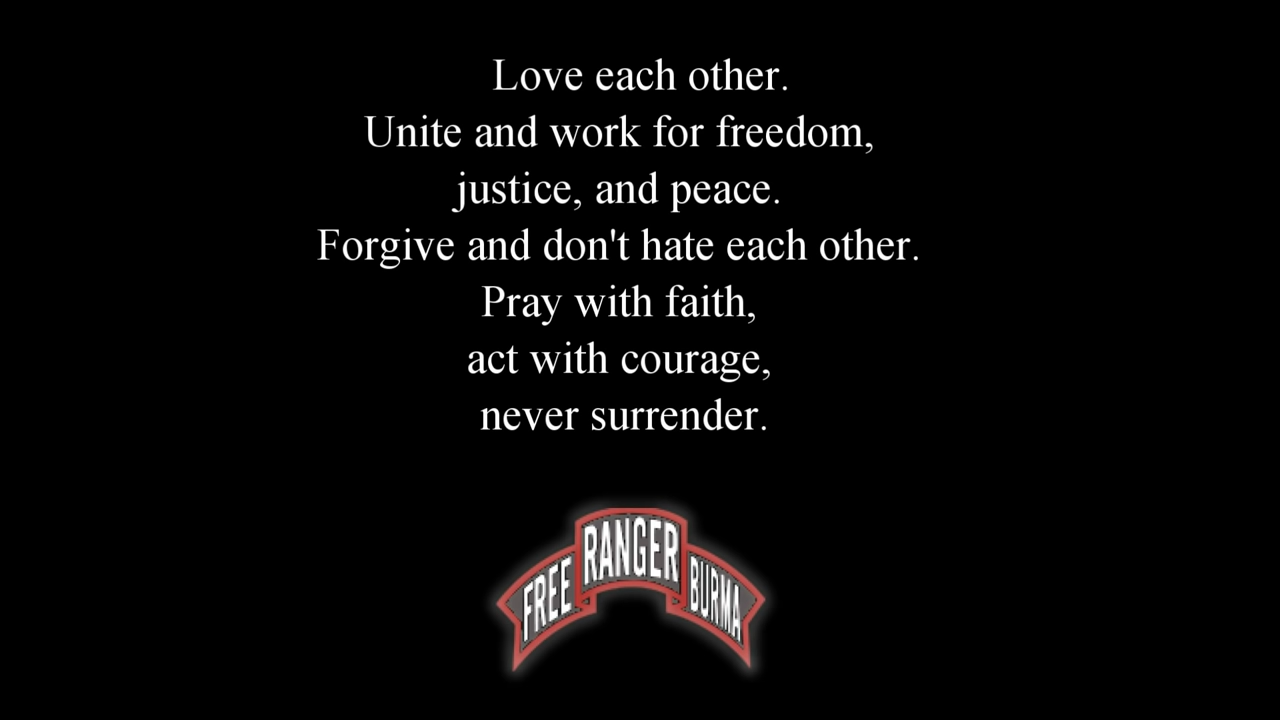 Love each other.
Unite and work for freedom,
justice, and peace.
Forgive and don't hate each other.
Pray with faith,
act with courage,
never surrender.
FREE RANGER BURMA